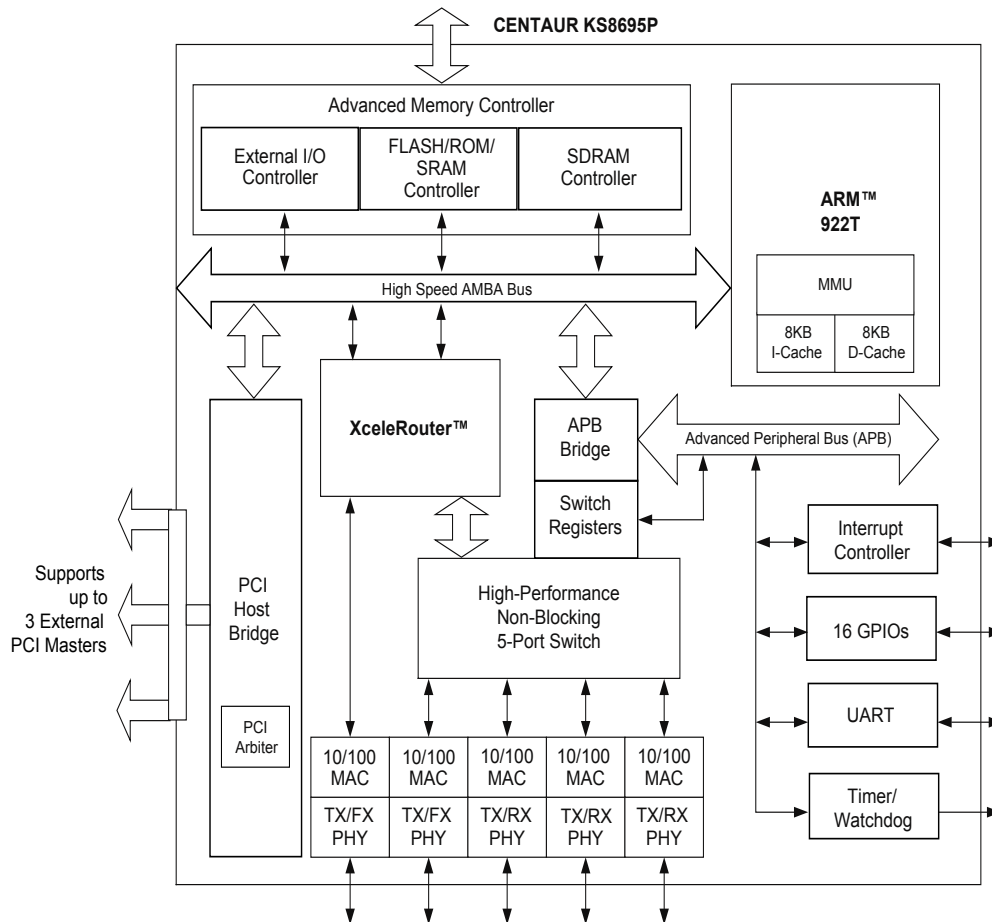 CENTAUR KS8695P
Advanced Memory Controller
External I/O
Controller
FLASH/ROM/
SRAM
Controller
SDRAM
Controller
ARM™
922T
MMU
8KB
I-Cache
8KB
D-Cache
High Speed AMBA Bus
XceleRouter™
APB
Bridge
Advanced Peripheral Bus (APB)
Switch
Registers
Interrupt
Controller
Supports
up to
3 External
PCI Masters
PCI
Host
Bridge
High-Performance
Non-Blocking
5-Port Switch
16 GPIOs
UART
PCI
Arbiter
10/100
MAC
10/100
MAC
10/100
MAC
10/100
MAC
10/100
MAC
TX/FX
PHY
TX/FX
PHY
TX/RX
PHY
TX/RX
PHY
TX/RX
PHY
Timer/
Watchdog